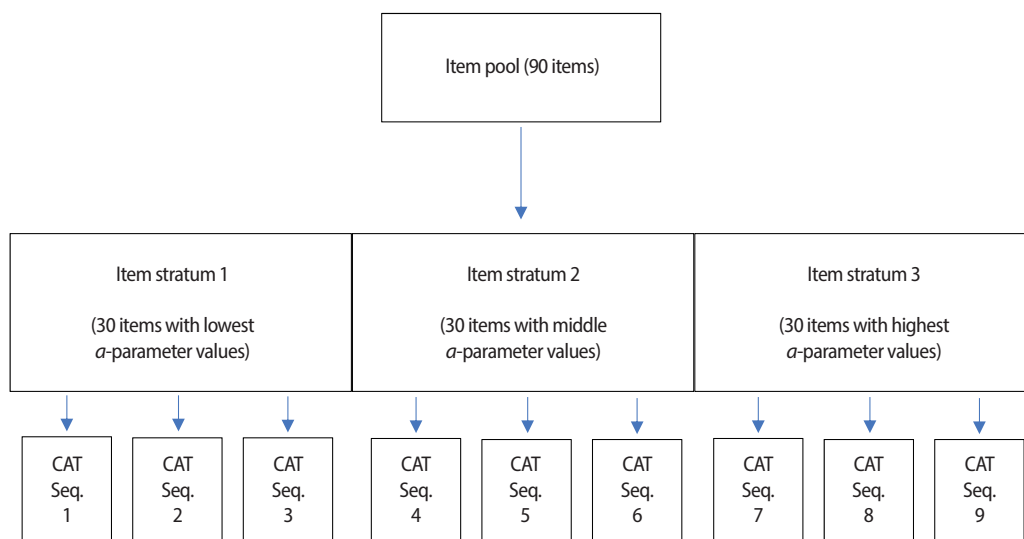 Item pool (90 items)
Item stratum 1
(30 items with lowest
a-parameter values)
Item stratum 2
(30 items with middle
a-parameter values)
Item stratum 3
(30 items with highest
a-parameter values)
CAT
Seq.
1
CAT
Seq.
2
CAT
Seq.
3
CAT
Seq.
4
CAT
Seq.
5
CAT
Seq.
6
CAT
Seq.
7
CAT
Seq.
8
CAT
Seq.
9